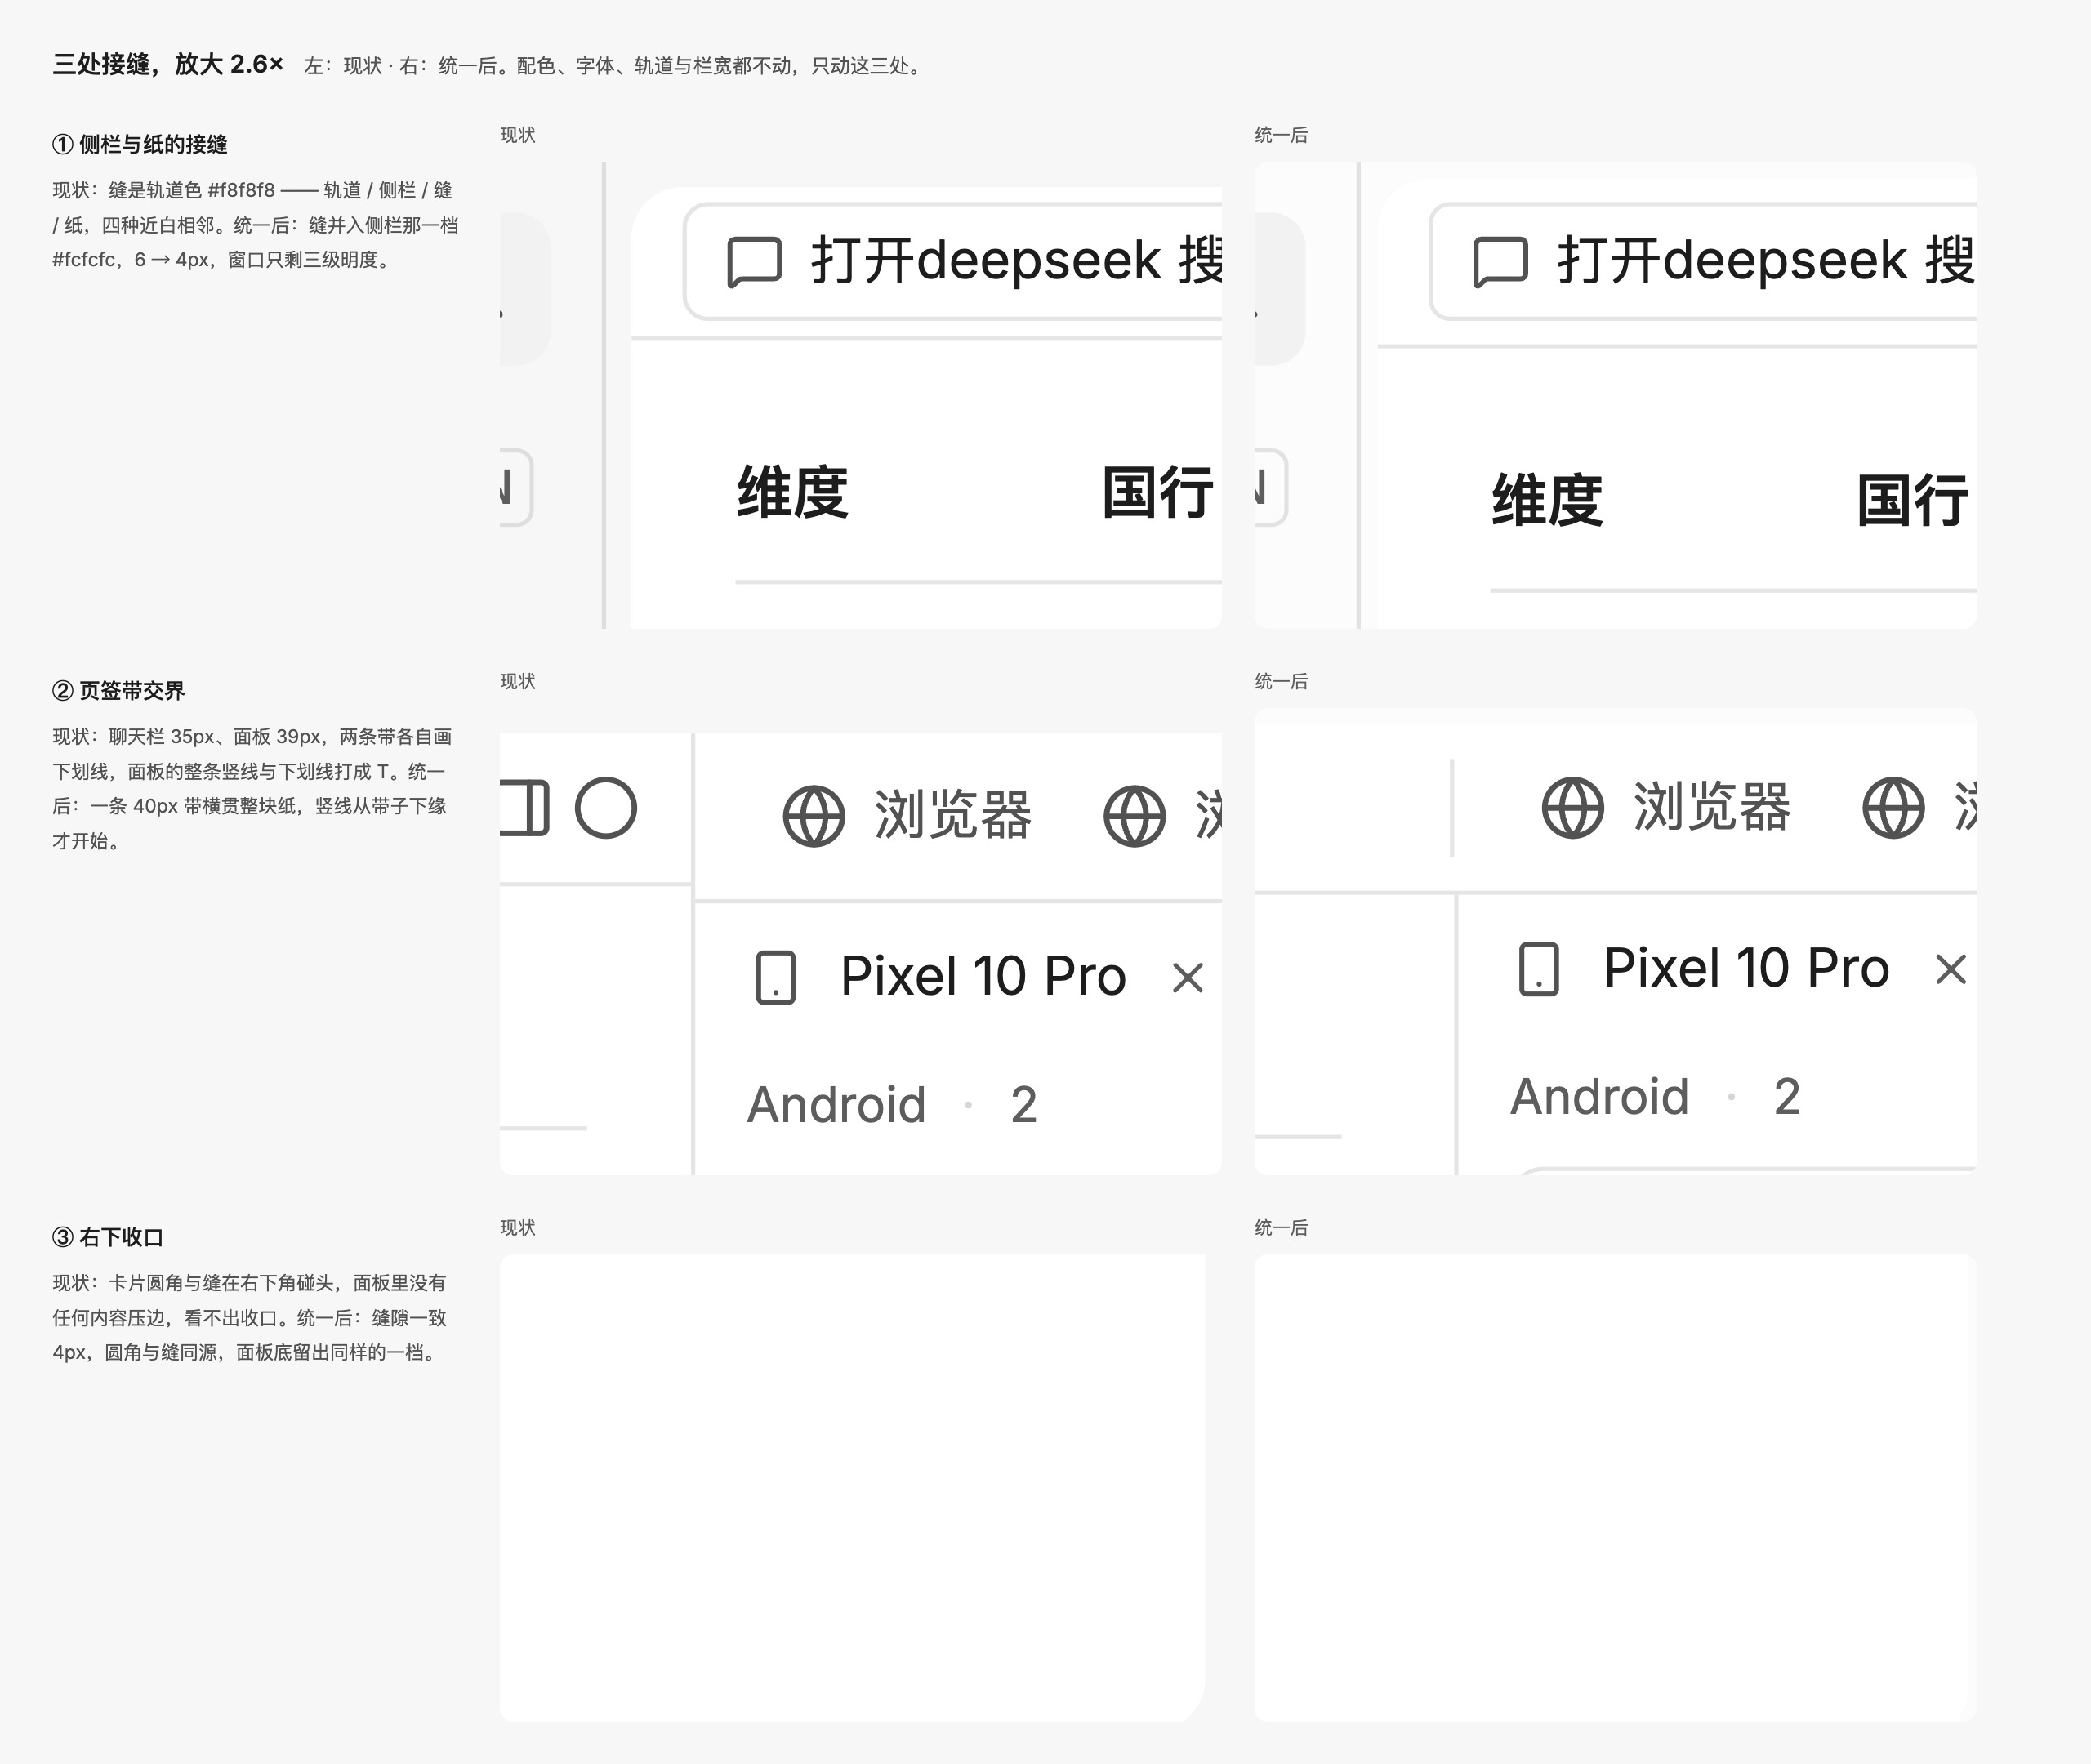 三处接缝，放大 2.6× 左：现状 · 右：统一后。配色、字体、轨道与栏宽都不动，只动这三处。
① 侧栏与纸的接缝
现状：缝是轨道色 #f8f8f8 —— 轨道 / 侧栏 / 缝
/ 纸，四种近白相邻。统一后：缝并入侧栏那一档
#fcfcfc，6 → 4px，窗口只剩三级明度。
现状
打开deepseek 搜
维度 国行
统一后
打开deepseek 搜
维度 国行
② 页签带交界
现状：聊天栏 35px、面板 39px，两条带各自画
下划线，面板的整条竖线与下划线打成 T。统一
后：一条 40px 带横贯整块纸，竖线从带子下缘
才开始。
现状
浏览器
Pixel 10 Pro ×
Android · 2
统一后
浏览器
Pixel 10 Pro ×
Android · 2
③ 右下收口
现状：卡片圆角与缝在右下角碰头，面板里没有
任何内容压边，看不出收口。统一后：缝隙一致
4px，圆角与缝同源，面板底留出同样的一档。
现状
统一后